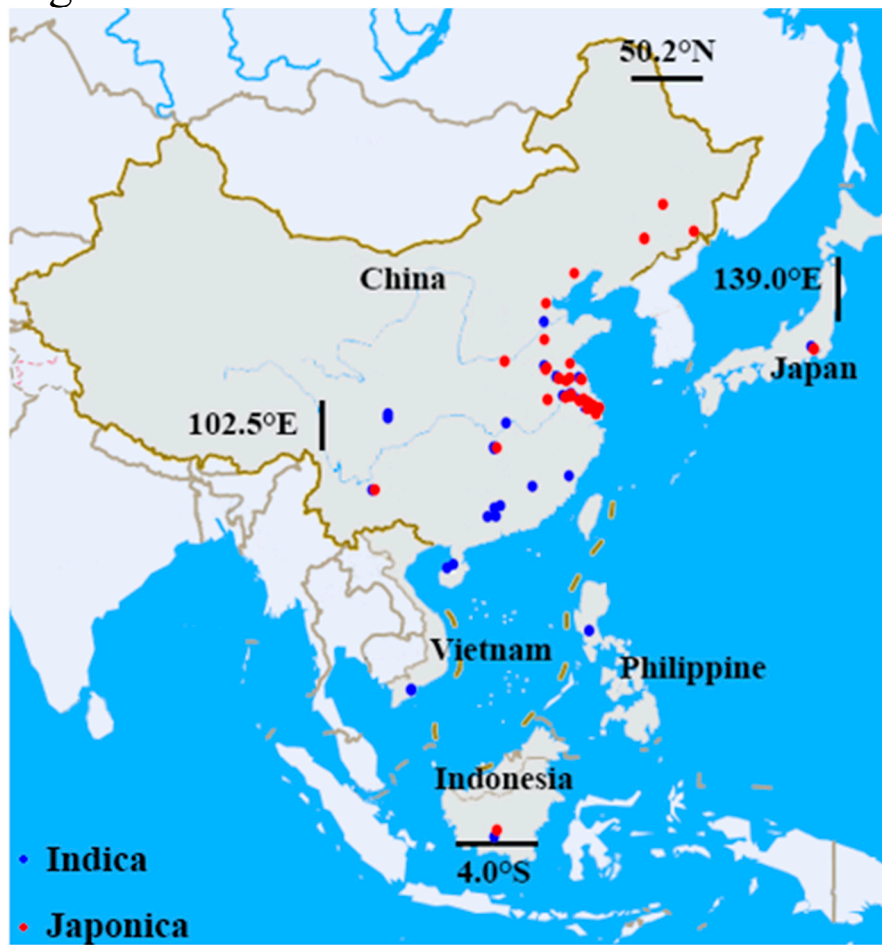 50.2°N
China
139.0°E
Japan
102.5°E
Vietnam
Philippine
Indonesia
4.0°S
Indica
Japonica